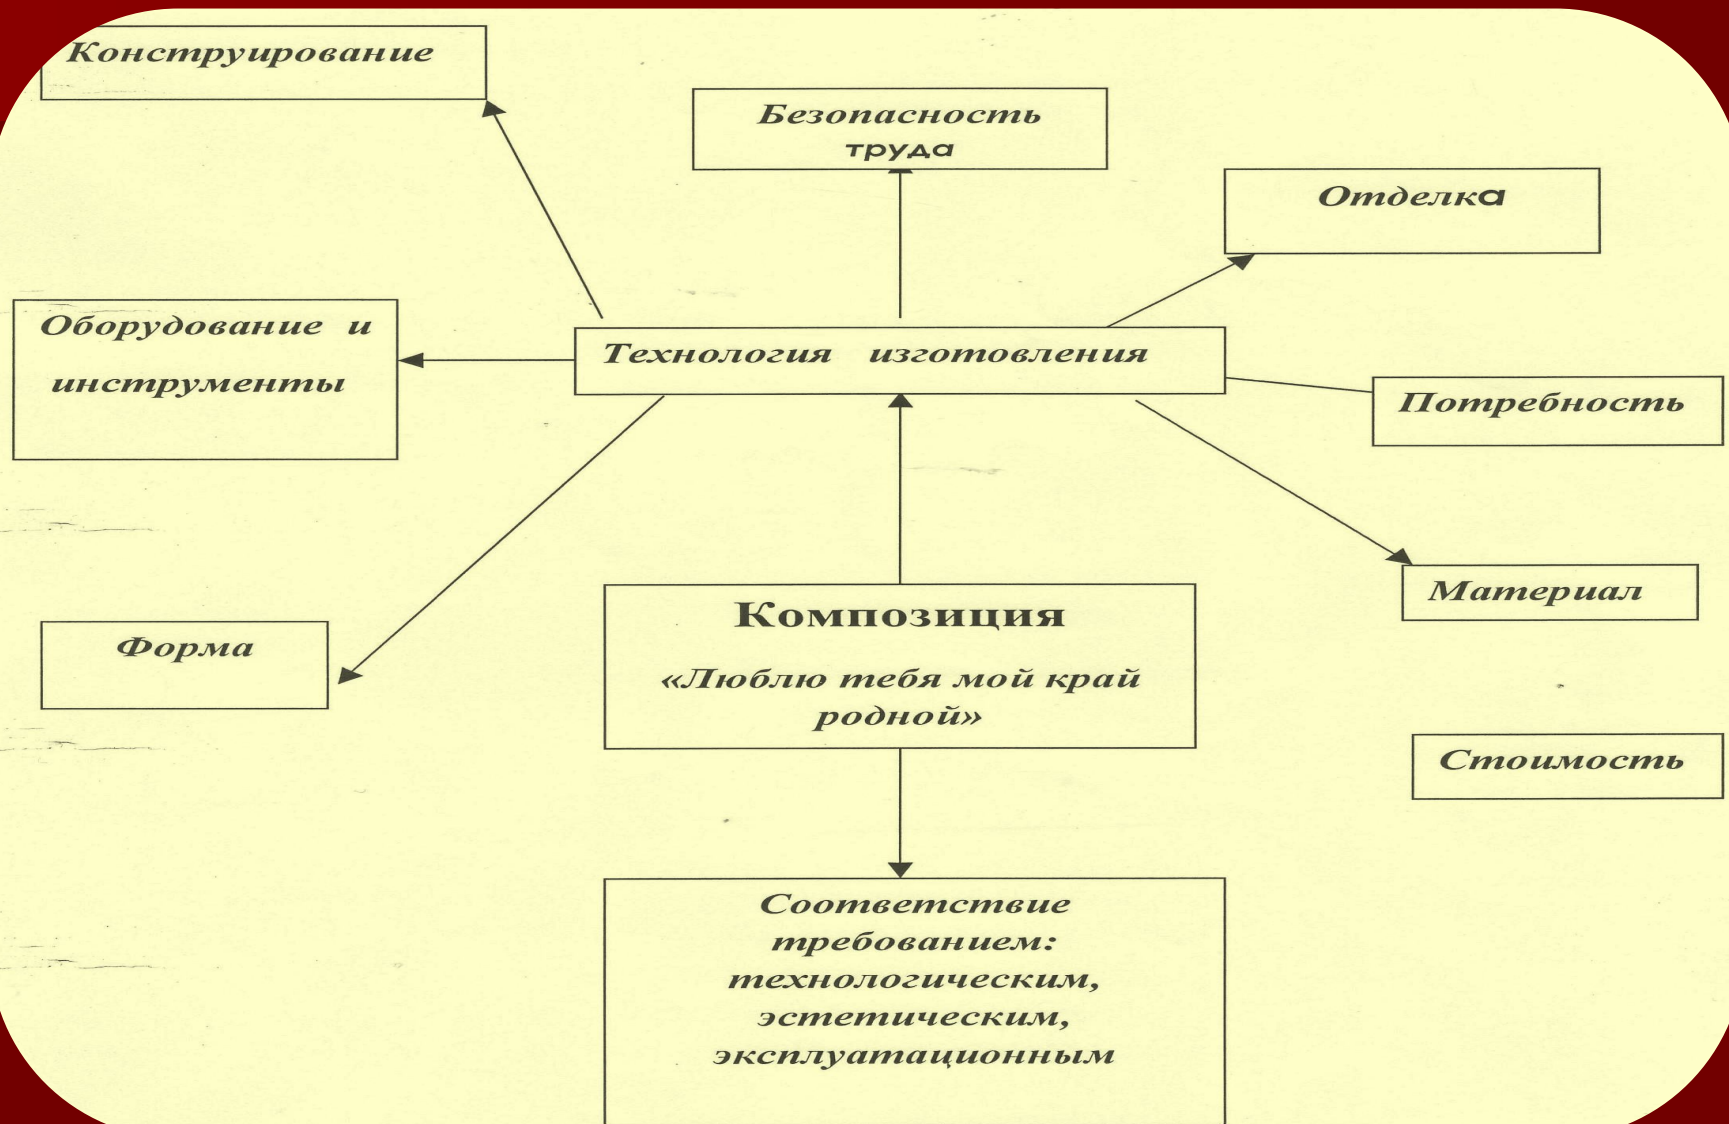 Конструирование
Безопасность
труда
Отделка
Оборудование и
инструменты
Технология изготовления
Потребность
Материал
Форма
Композиция
«Люблю тебя мой край
родной»
Стоимость
Соответствие
требованием:
технологическим,
эстетическим,
эксплуатационным